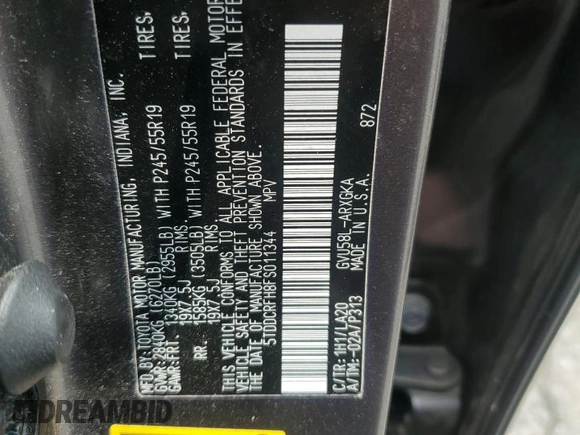 MFD. BY: TOYOTA MOTOR MANUFACTURING, INDIANA, INC.
GVWR: 2840KG (6270LB)
GAWR: FRT. 1340KG (2955LB) WITH P245/55R19 TIRES,
19X7.5J RIMS
RR. 1585KG (3505LB) WITH P245/55R19 TIRES,
19X7.5J RIMS
THIS VEHICLE CONFORMS TO ALL APPLICABLE FEDERAL MOTOR
VEHICLE SAFETY AND THEFT PREVENTION STANDARDS IN EFFE
THE DATE OF MANUFACTURE SHOWN ABOVE.
5TDDCRFH8FS011344 MPV
872
C/TR: 1H1/LA20 GVU58L-ARXGKA
A/TM: -02A/P313 MADE IN U.S.A.
DREAMBID